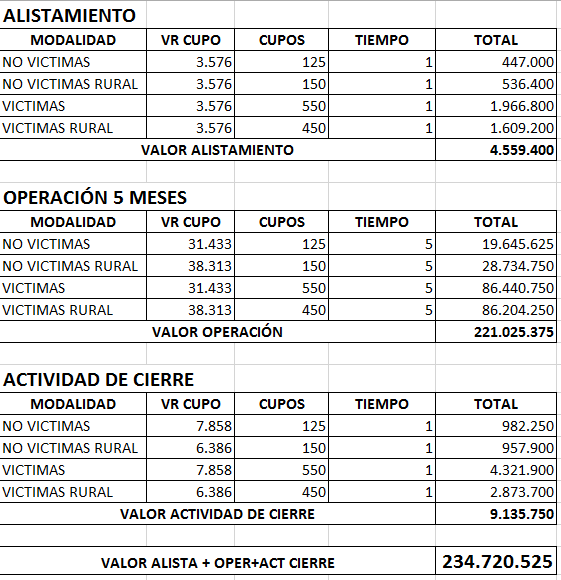 ALISTAMIENTO
MODALIDAD VR CUPO CUPOS TIEMPO TOTAL
NO VICTIMAS 3.576 125 1 447.000
NO VICTIMAS RURAL 3.576 150 1 536.400
VICTIMAS 3.576 550 1 1.966.800
VICTIMAS RURAL 3.576 450 1 1.609.200
VALOR ALISTAMIENTO 4.559.400
OPERACIÓN 5 MESES
MODALIDAD VR CUPO CUPOS TIEMPO TOTAL
NO VICTIMAS 31.433 125 5 19.645.625
NO VICTIMAS RURAL 38.313 150 5 28.734.750
VICTIMAS 31.433 550 5 86.440.750
VICTIMAS RURAL 38.313 450 5 86.204.250
VALOR OPERACIÓN 221.025.375
ACTIVIDAD DE CIERRE
MODALIDAD VR CUPO CUPOS TIEMPO TOTAL
NO VICTIMAS 7.858 125 1 982.250
NO VICTIMAS RURAL 6.386 150 1 957.900
VICTIMAS 7.858 550 1 4.321.900
VICTIMAS RURAL 6.386 450 1 2.873.700
VALOR ACTIVIDAD DE CIERRE 9.135.750
VALOR ALISTA + OPER+ACT CIERRE 234.720.525